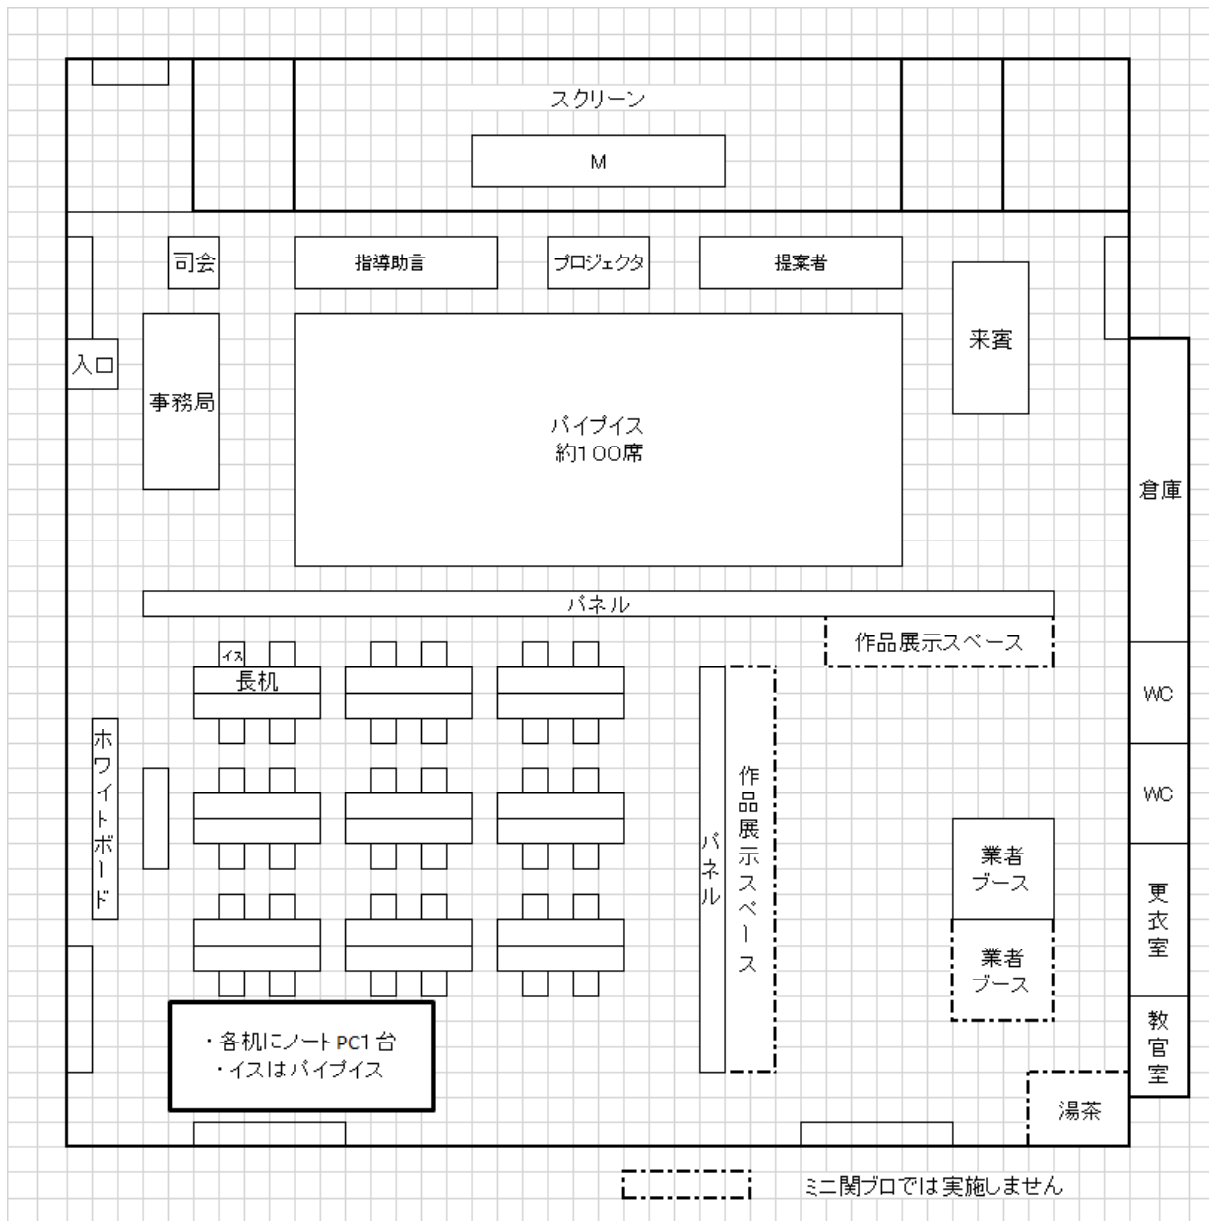 スクリーン
M
司会
指導助言
プロジェクタ
提案者
来賓
入口
事務局
パイプイス
約100席
倉庫
パネル
作品展示スペース
イス
長机
WC
ホワイトボード
作品展示スペース
WC
パネル
業者
ブース
更衣室
業者
ブース
・各机にノートPC1台
・イスはパイプイス
教官室
湯茶
ミニ関ブロでは実施しません